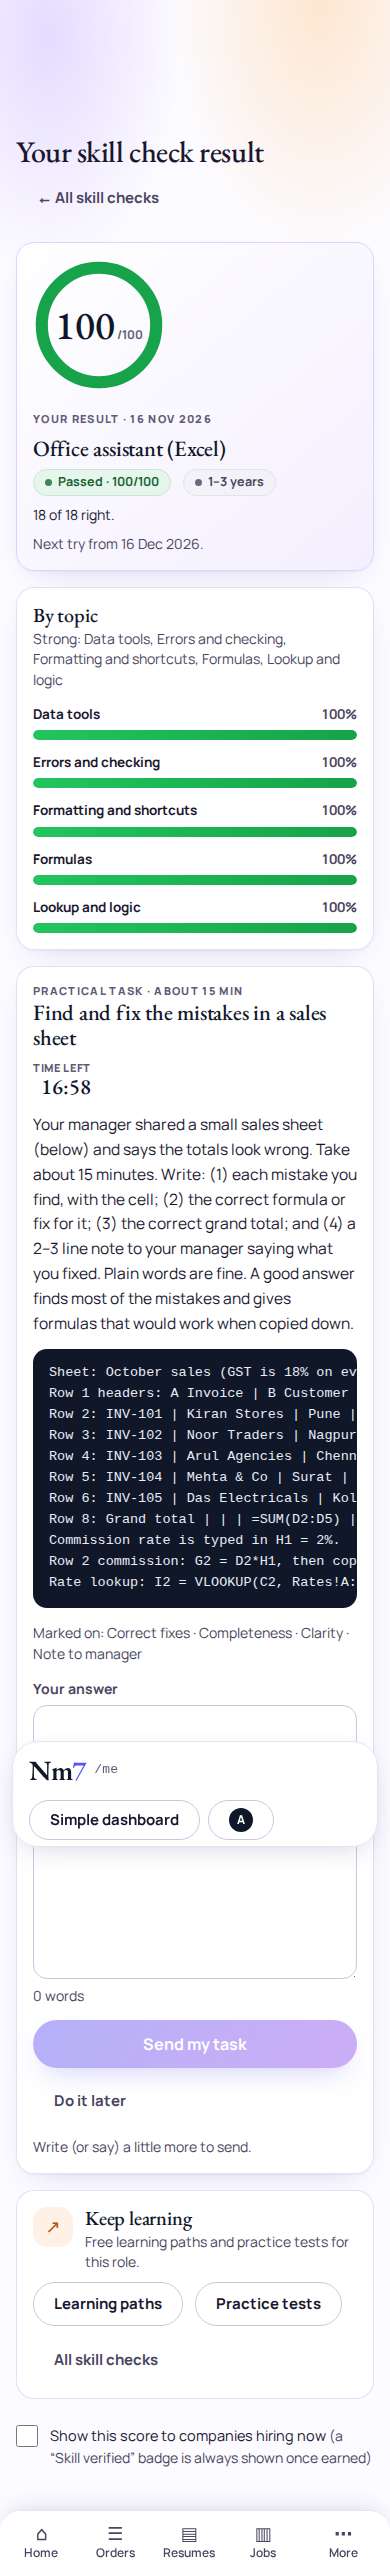 Your skill check result
← All skill checks
100/100
YOUR RESULT · 16 NOV 2026
Office assistant (Excel)
Passed · 100/100
1–3 years
18 of 18 right.
Next try from 16 Dec 2026.
By topic
Strong: Data tools, Errors and checking,
Formatting and shortcuts, Formulas, Lookup and
logic
Data tools 100%
Errors and checking 100%
Formatting and shortcuts 100%
Formulas 100%
Lookup and logic 100%
PRACTICAL TASK · ABOUT 15 MIN
Find and fix the mistakes in a sales
sheet
TIME LEFT
16:58
Your manager shared a small sales sheet
(below) and says the totals look wrong. Take
about 15 minutes. Write: (1) each mistake you
find, with the cell; (2) the correct formula or
fix for it; (3) the correct grand total; and (4) a
2–3 line note to your manager saying what
you fixed. Plain words are fine. A good answer
finds most of the mistakes and gives
formulas that would work when copied down.
Sheet: October sales (GST is 18% on ev
Row 1 headers: A Invoice | B Customer
Row 2: INV-101 | Kiran Stores | Pune |
Row 3: INV-102 | Noor Traders | Nagpur
Row 4: INV-103 | Arul Agencies | Chenn
Row 5: INV-104 | Mehta & Co | Surat |
Row 6: INV-105 | Das Electricals | Kol
Row 8: Grand total | | | =SUM(D2:D5) |
Commission rate is typed in H1 = 2%.
Row 2 commission: G2 = D2*H1, then cop
Rate lookup: I2 = VLOOKUP(C2, Rates!A:
Marked on: Correct fixes · Completeness · Clarity ·
Note to manager
Your answer
Nm7 /me
Simple dashboard
A
0 words
Send my task
Do it later
Write (or say) a little more to send.
Keep learning
Free learning paths and practice tests for
this role.
Learning paths
Practice tests
All skill checks
Show this score to companies hiring now (a
“Skill verified” badge is always shown once earned)
Home
Orders
Resumes
Jobs
More